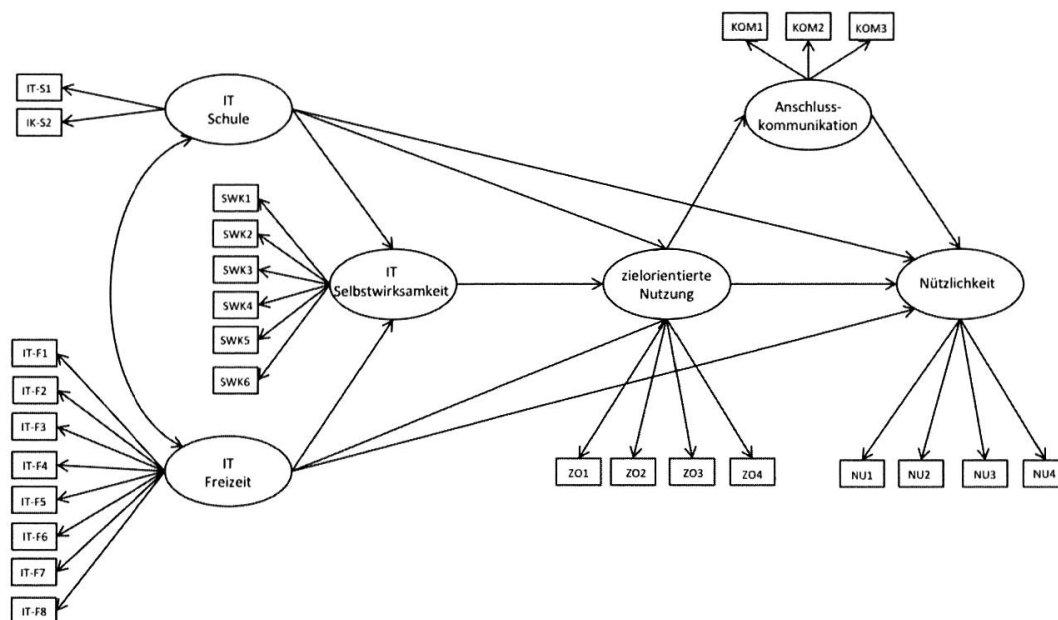 KOM1
KOM2
KOM3
IT-S1
IK-S2
IT
Schule
Anschluss-
kommunikation
SWK1
SWK2
SWK3
SWK4
SWK5
SWK6
IT
Selbstwirksamkeit
zielorientierte
Nutzung
Nützlichkeit
IT-F1
IT-F2
IT-F3
IT-F4
IT-F5
IT-F6
IT-F7
IT-F8
IT
Freizeit
ZO1
ZO2
ZO3
ZO4
NU1
NU2
NU3
NU4